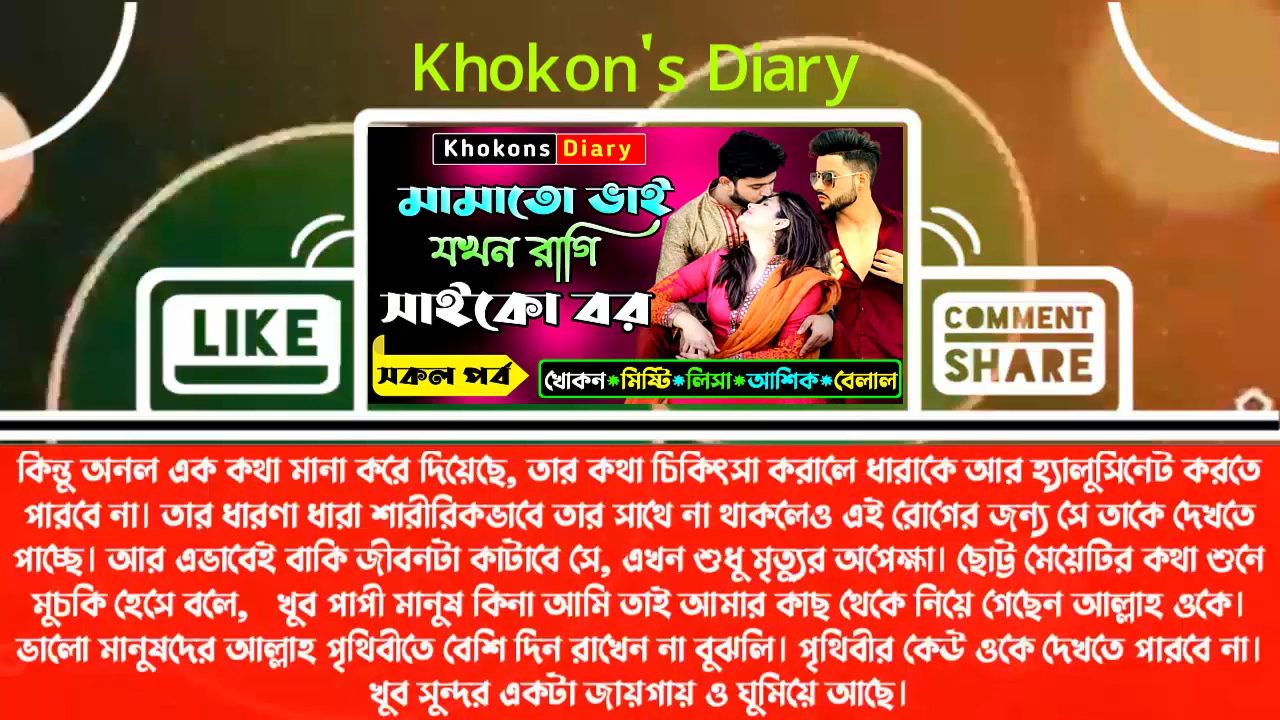 Khokon's Diary
Khokons Diary
মামাতো ভাই
যখন রাগি
সাইকো বর
সকল পর্ব
খোকন*মিষ্টি*লিসা*আশিক*বেলাল
LIKE
COMMENT
SHARE
কিন্তু অনল এক কথা মানা করে দিয়েছে, তার কথা চিকিৎসা করালে ধারাকে আর হ্যালুসিনেট করতে
পারবে না। তার ধারণা ধারা শারীরিকভাবে তার সাথে না থাকলেও এই রোগের জন্য সে তাকে দেখতে
পাচ্ছে। আর এভাবেই বাকি জীবনটা কাটাবে সে, এখন শুধু মৃত্যুর অপেক্ষা। ছোট্ট মেয়েটির কথা শুনে
মুচকি হেসে বলে, খুব পাপী মানুষ কিনা আমি তাই আমার কাছ থেকে নিয়ে গেছেন আল্লাহ ওকে।
ভালো মানুষদের আল্লাহ পৃথিবীতে বেশি দিন রাখেন না বুঝলি। পৃথিবীর কেউ ওকে দেখতে পারবে না।
খুব সুন্দর একটা জায়গায় ও ঘুমিয়ে আছে।